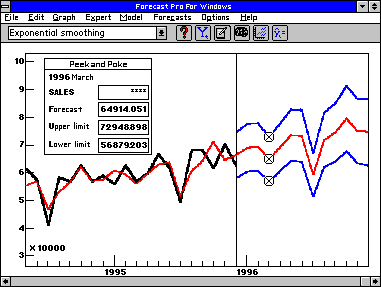 Forecast Pro For Windows
File Edit Graph Expert Model Forecasts Options Help
Exponential smoothing
Peek and Poke
1996 March
SALES ****
Forecast 64914.051
Upper limit 72948898
Lower limit 56879203
10
9
8
7
6
5
4
3
X 10000
1995 1996